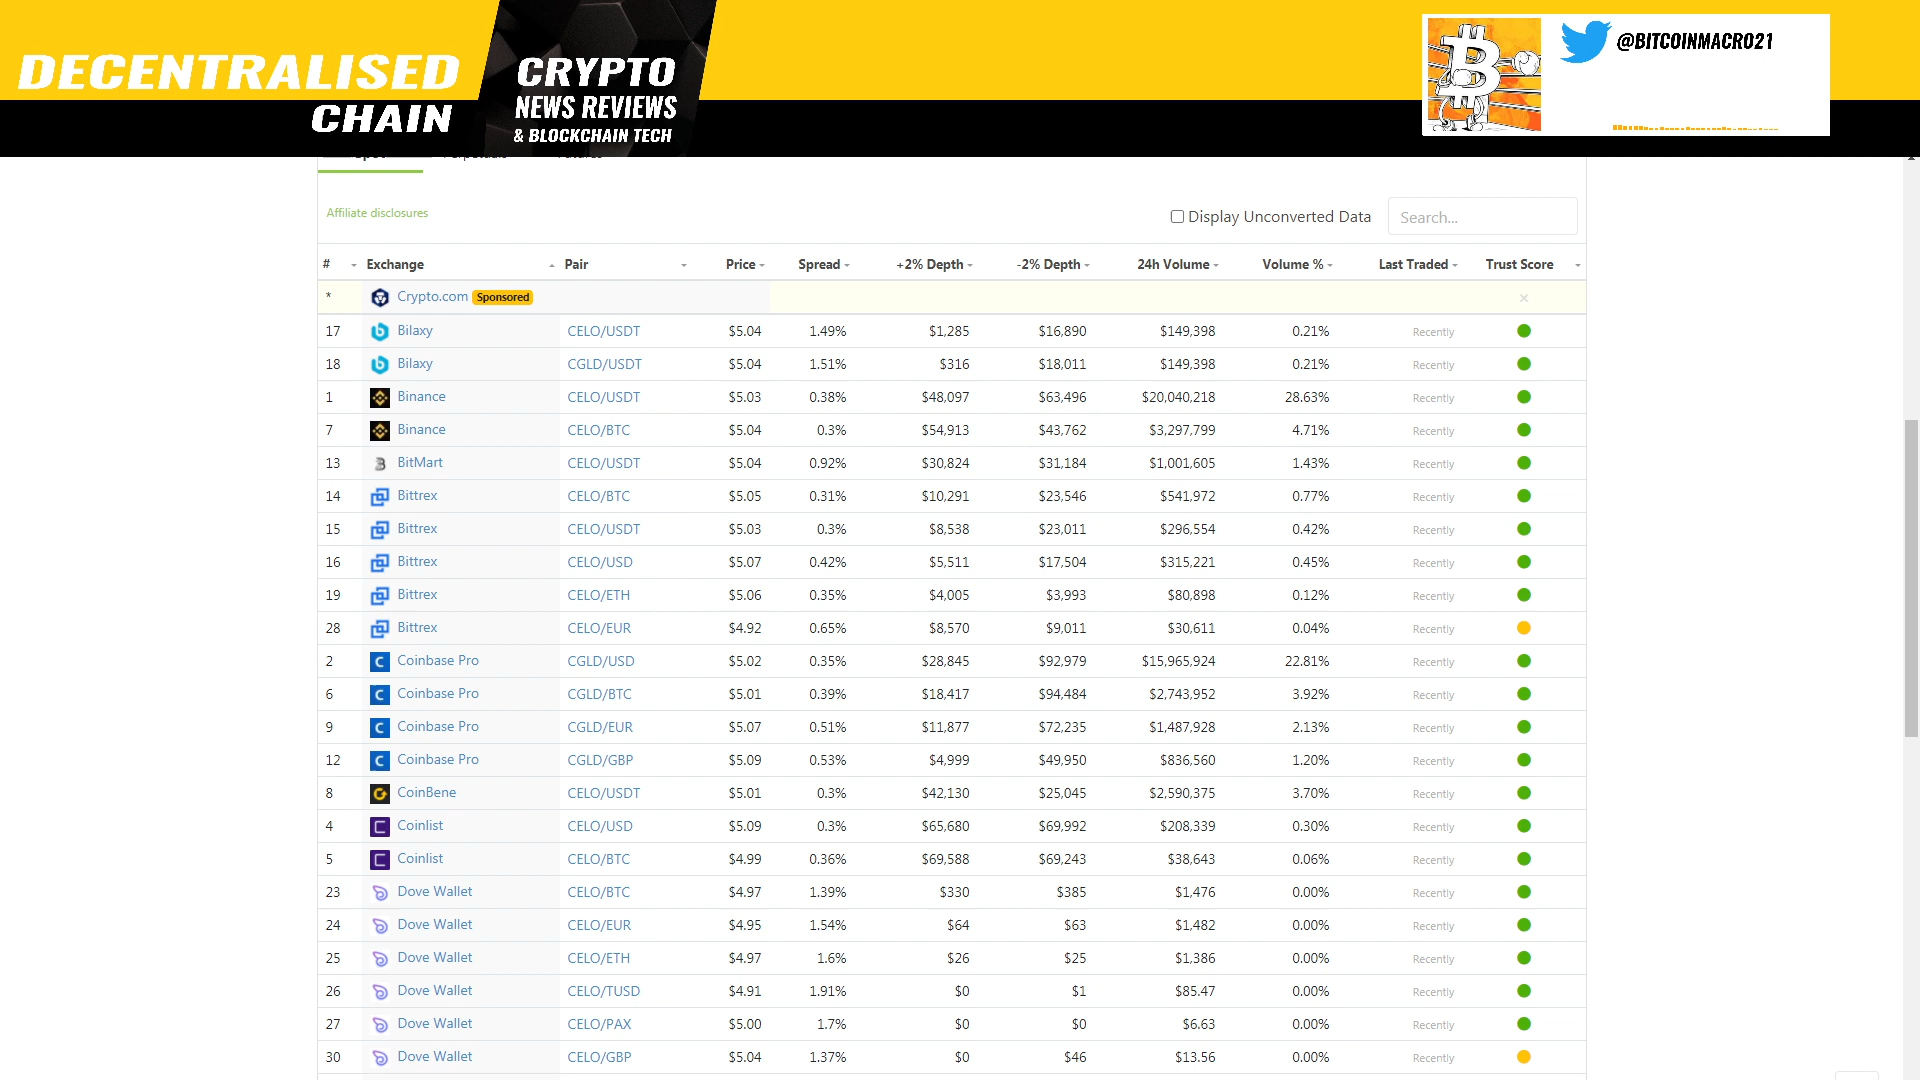 DECENTRALISED
CHAIN
CRYPTO
NEWS REVIEWS
& BLOCKCHAIN TECH
@BITCOINMACRO21
Spot Perpetuals Futures
Affiliate disclosures
Display Unconverted Data Search...
# Exchange Pair Price Spread +2% Depth -2% Depth 24h Volume Volume % Last Traded Trust Score
* Crypto.com Sponsored ×
17 Bilaxy CELO/USDT $5.04 1.49% $1,285 $16,890 $149,398 0.21% Recently
18 Bilaxy CGLD/USDT $5.04 1.51% $316 $18,011 $149,398 0.21% Recently
1 Binance CELO/USDT $5.03 0.38% $48,097 $63,496 $20,040,218 28.63% Recently
7 Binance CELO/BTC $5.04 0.3% $54,913 $43,762 $3,297,799 4.71% Recently
13 BitMart CELO/USDT $5.04 0.92% $30,824 $31,184 $1,001,605 1.43% Recently
14 Bittrex CELO/BTC $5.05 0.31% $10,291 $23,546 $541,972 0.77% Recently
15 Bittrex CELO/USDT $5.03 0.3% $8,538 $23,011 $296,554 0.42% Recently
16 Bittrex CELO/USD $5.07 0.42% $5,511 $17,504 $315,221 0.45% Recently
19 Bittrex CELO/ETH $5.06 0.35% $4,005 $3,993 $80,898 0.12% Recently
28 Bittrex CELO/EUR $4.92 0.65% $8,570 $9,011 $30,611 0.04% Recently
2 Coinbase Pro CGLD/USD $5.02 0.35% $28,845 $92,979 $15,965,924 22.81% Recently
6 Coinbase Pro CGLD/BTC $5.01 0.39% $18,417 $94,484 $2,743,952 3.92% Recently
9 Coinbase Pro CGLD/EUR $5.07 0.51% $11,877 $72,235 $1,487,928 2.13% Recently
12 Coinbase Pro CGLD/GBP $5.09 0.53% $4,999 $49,950 $836,560 1.20% Recently
8 CoinBene CELO/USDT $5.01 0.3% $42,130 $25,045 $2,590,375 3.70% Recently
4 Coinlist CELO/USD $5.09 0.3% $65,680 $69,992 $208,339 0.30% Recently
5 Coinlist CELO/BTC $4.99 0.36% $69,588 $69,243 $38,643 0.06% Recently
23 Dove Wallet CELO/BTC $4.97 1.39% $330 $385 $1,476 0.00% Recently
24 Dove Wallet CELO/EUR $4.95 1.54% $64 $63 $1,482 0.00% Recently
25 Dove Wallet CELO/ETH $4.97 1.6% $26 $25 $1,386 0.00% Recently
26 Dove Wallet CELO/TUSD $4.91 1.91% $0 $1 $85.47 0.00% Recently
27 Dove Wallet CELO/PAX $5.00 1.7% $0 $0 $6.63 0.00% Recently
30 Dove Wallet CELO/GBP $5.04 1.37% $0 $46 $13.56 0.00% Recently